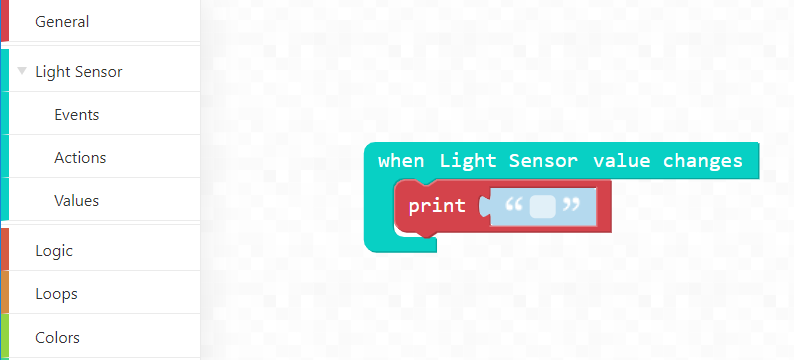 General
Light Sensor
Events
Actions
Values
Logic
Loops
Colors
when Light Sensor value changes
print “ ”